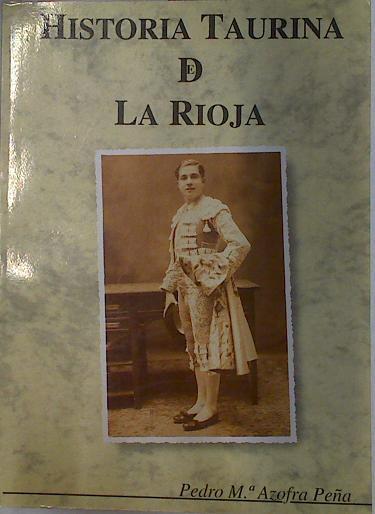 HISTORIA TAURINA
DE
LA RIOJA
Pedro M.ª Azofra Peña